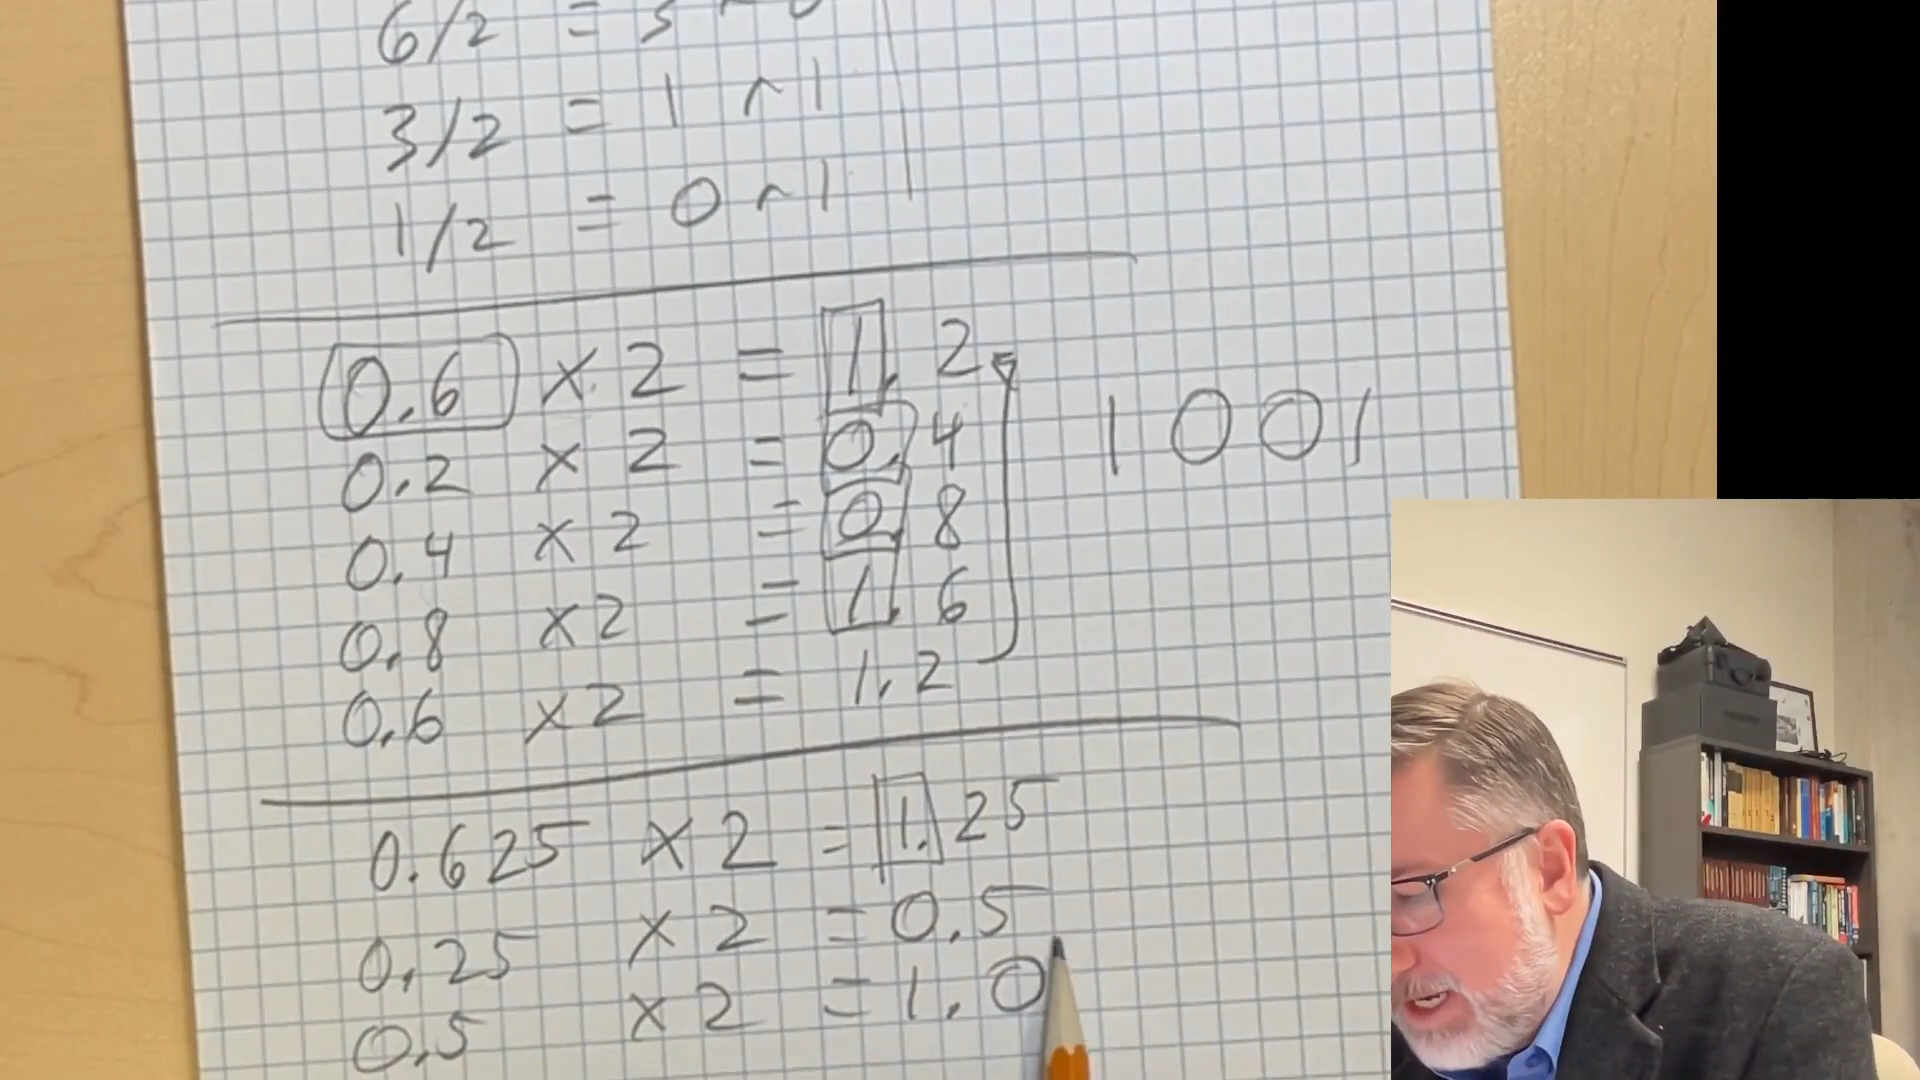 6/2 = 3 r 0
3/2 = 1 r 1
1/2 = 0 r 1
0.6 x 2 = 1.2
0.2 x 2 = 0.4
0.4 x 2 = 0.8
0.8 x 2 = 1.6
0.6 x 2 = 1.2
1001
0.625 x 2 = 1.25
0.25 x 2 = 0.5
0.5 x 2 = 1.0